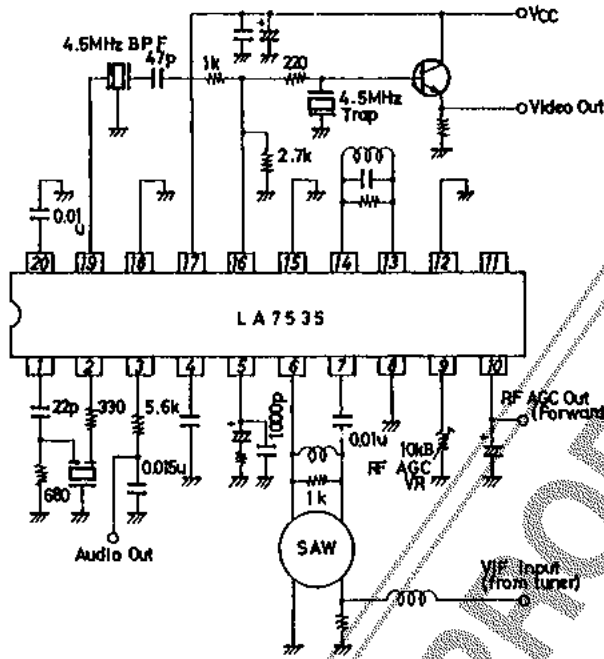 VCC
4.5MHz BPF
47p
1k
220
4.5MHz
Trap
Video Out
2.7k
0.01
u
20 19 18 17 16 15 14 13 12 11
LA7535
1 2 3 4 5 6 7 8 9 10
22p
330
5.6k
1000p
0.01u
10kB
RF AGC
VR
RF AGC Out
(Forward
680
0.015u
1k
Audio Out
SAW
VIF Input
(from tuner)
PROD